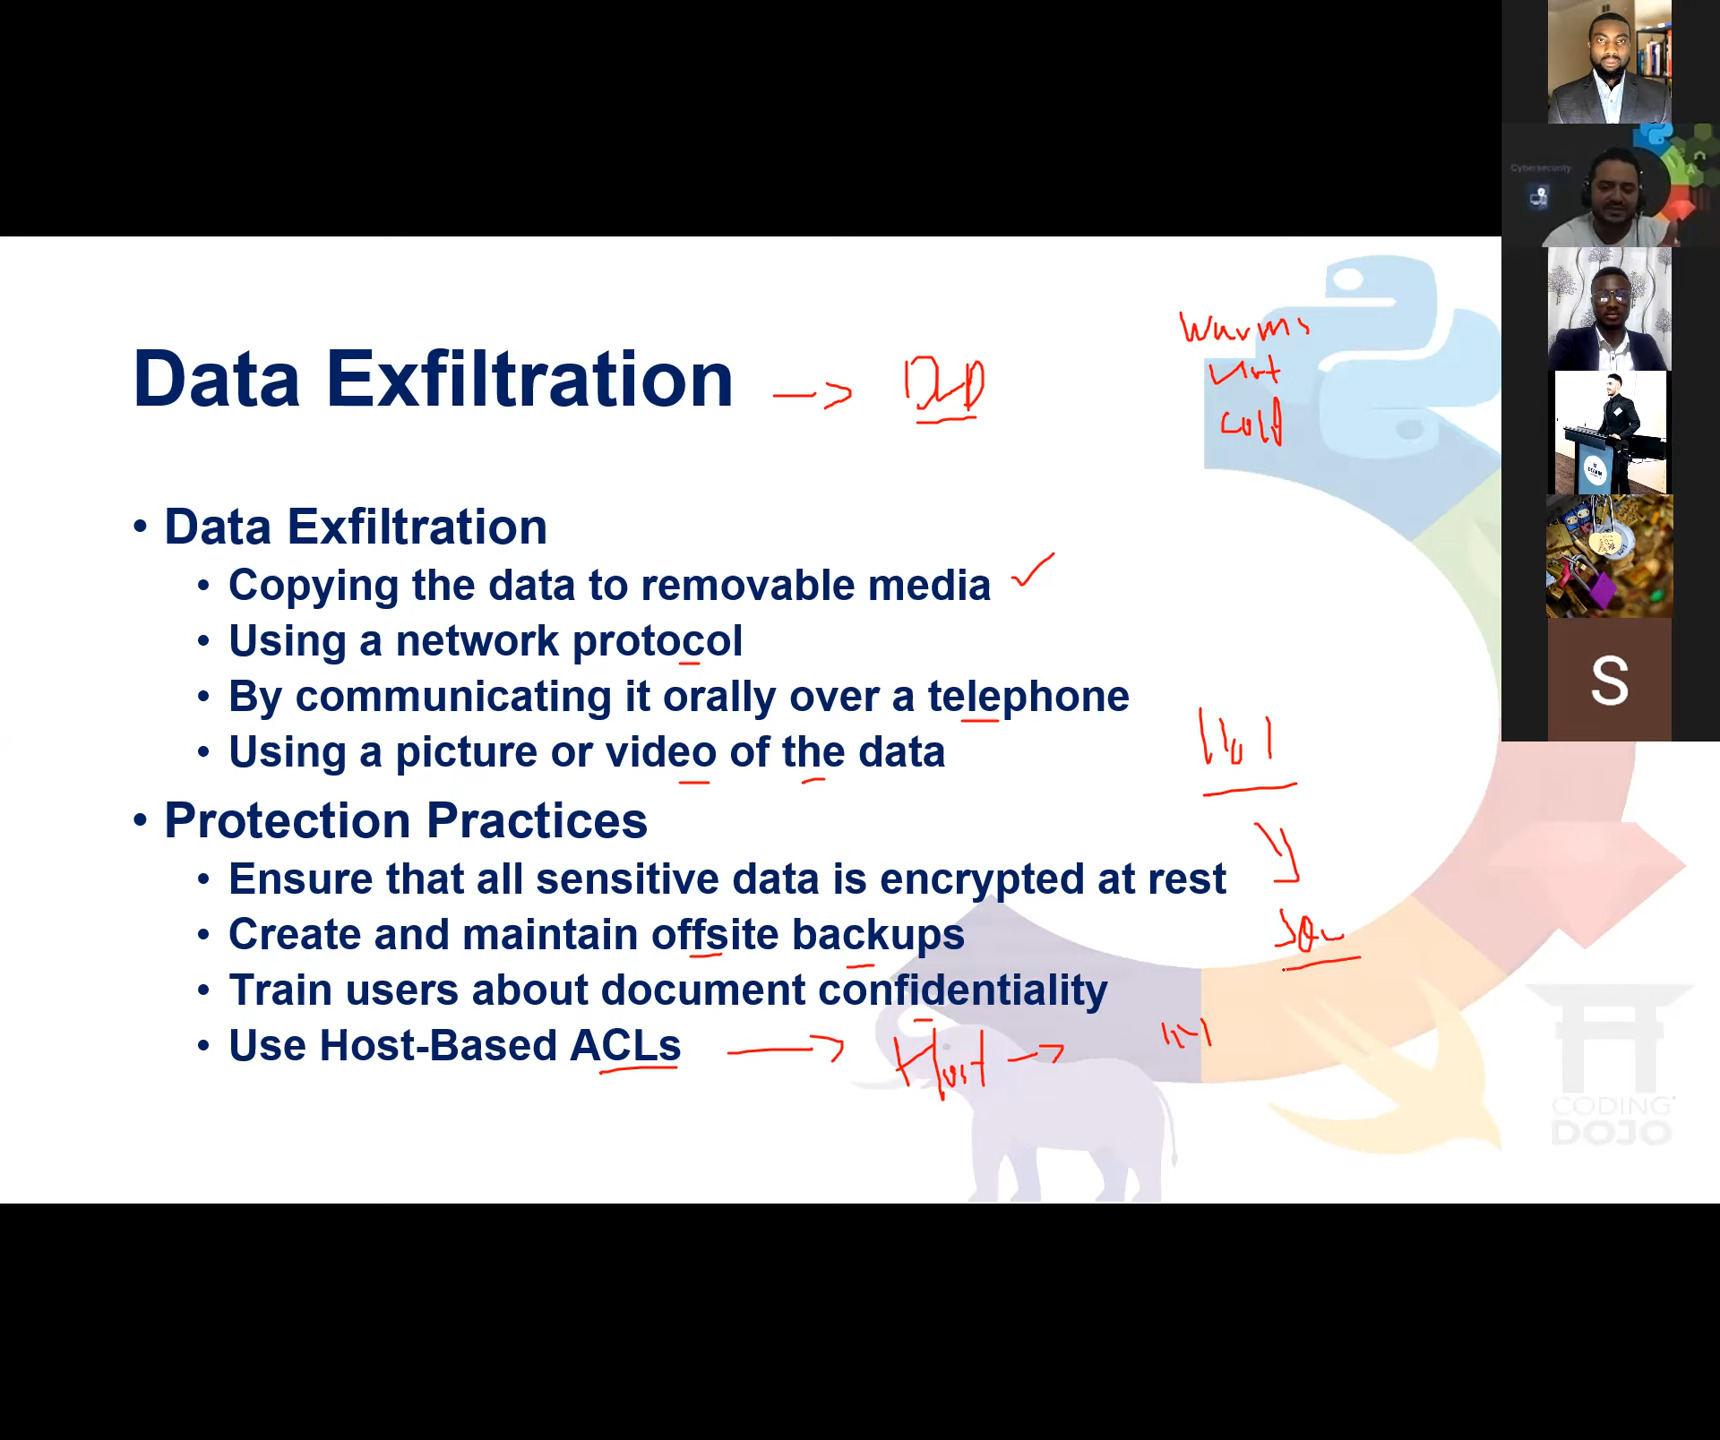 Cybersecurity
Data Exfiltration
DLP
cold
• Data Exfiltration
• Copying the data to removable media
• Using a network protocol
• By communicating it orally over a telephone
• Using a picture or video of the data
• Protection Practices
• Ensure that all sensitive data is encrypted at rest
• Create and maintain offsite backups
• Train users about document confidentiality
• Use Host-Based ACLs
Host
S
CODING
DOJO